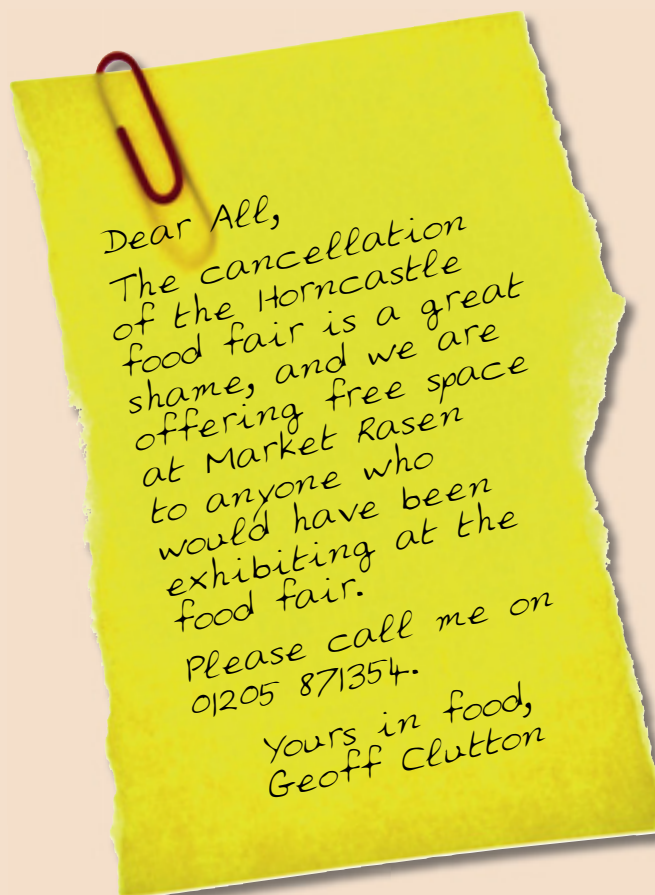 Dear All,
The cancellation
of the Horncastle
food fair is a great
shame, and we are
offering free space
at Market Rasen
to anyone who
would have been
exhibiting at the
food fair.
Please call me on
01205 871354.
Yours in food,
Geoff Clutton